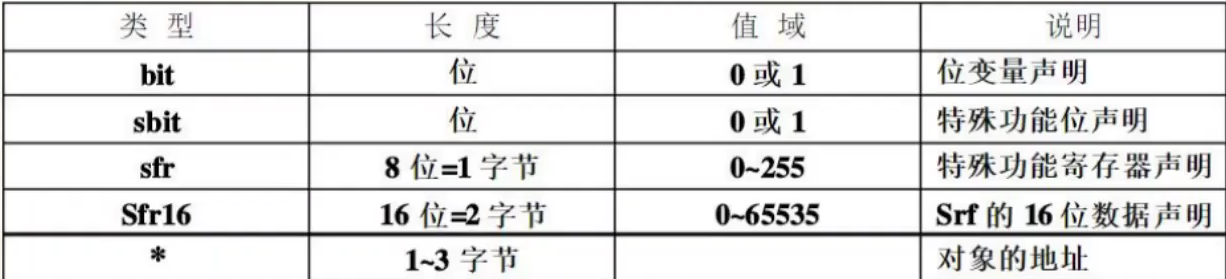 类 型 长 度 值 域 说明
bit 位 0 或 1 位变量声明
sbit 位 0 或 1 特殊功能位声明
sfr 8 位=1 字节 0~255 特殊功能寄存器声明
Sfr16 16 位=2 字节 0~65535 Srf 的 16 位数据声明
* 1~3 字节 对象的地址